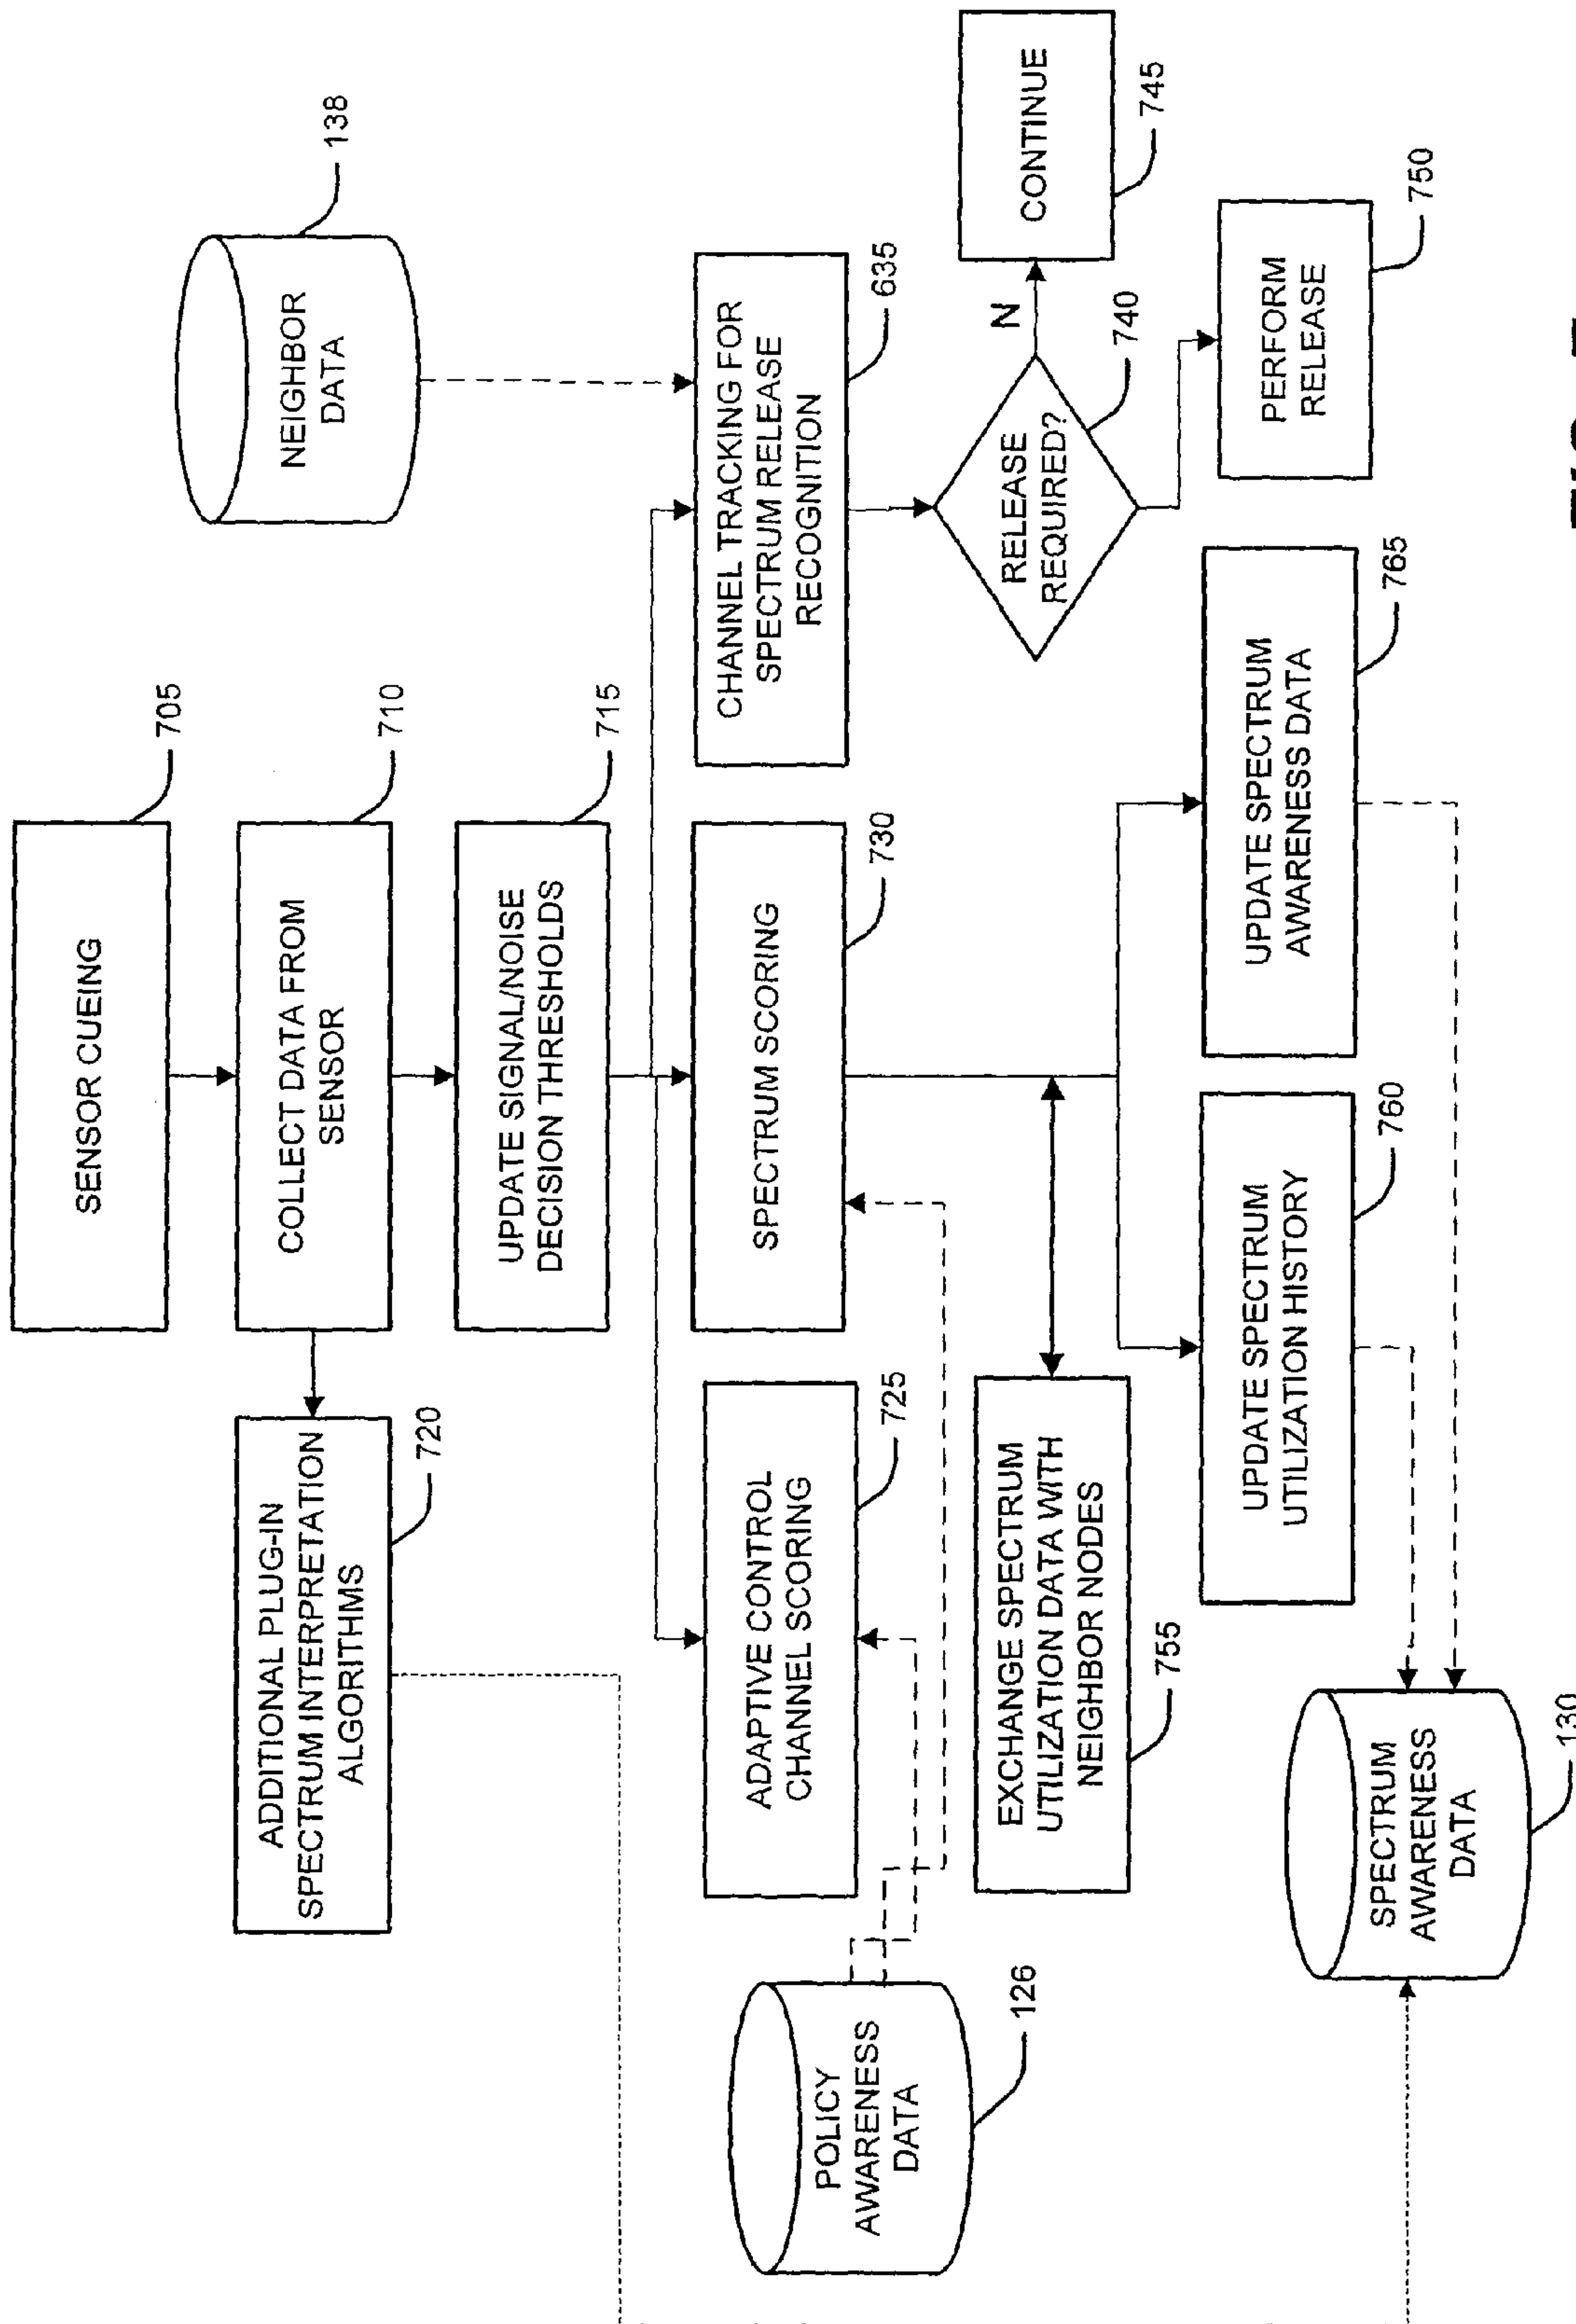 SENSOR CUEING
705
COLLECT DATA FROM
SENSOR
710
ADDITIONAL PLUG-IN
SPECTRUM INTERPRETATION
ALGORITHMS
720
UPDATE SIGNAL/NOISE
DECISION THRESHOLDS
715
NEIGHBOR
DATA
138
POLICY
AWARENESS
DATA
126
ADAPTIVE CONTROL
CHANNEL SCORING
725
SPECTRUM SCORING
730
CHANNEL TRACKING FOR
SPECTRUM RELEASE
RECOGNITION
635
EXCHANGE SPECTRUM
UTILIZATION DATA WITH
NEIGHBOR NODES
755
RELEASE
REQUIRED?
740
N
CONTINUE
745
UPDATE SPECTRUM
UTILIZATION HISTORY
760
UPDATE SPECTRUM
AWARENESS DATA
765
PERFORM
RELEASE
750
SPECTRUM
AWARENESS
DATA
130